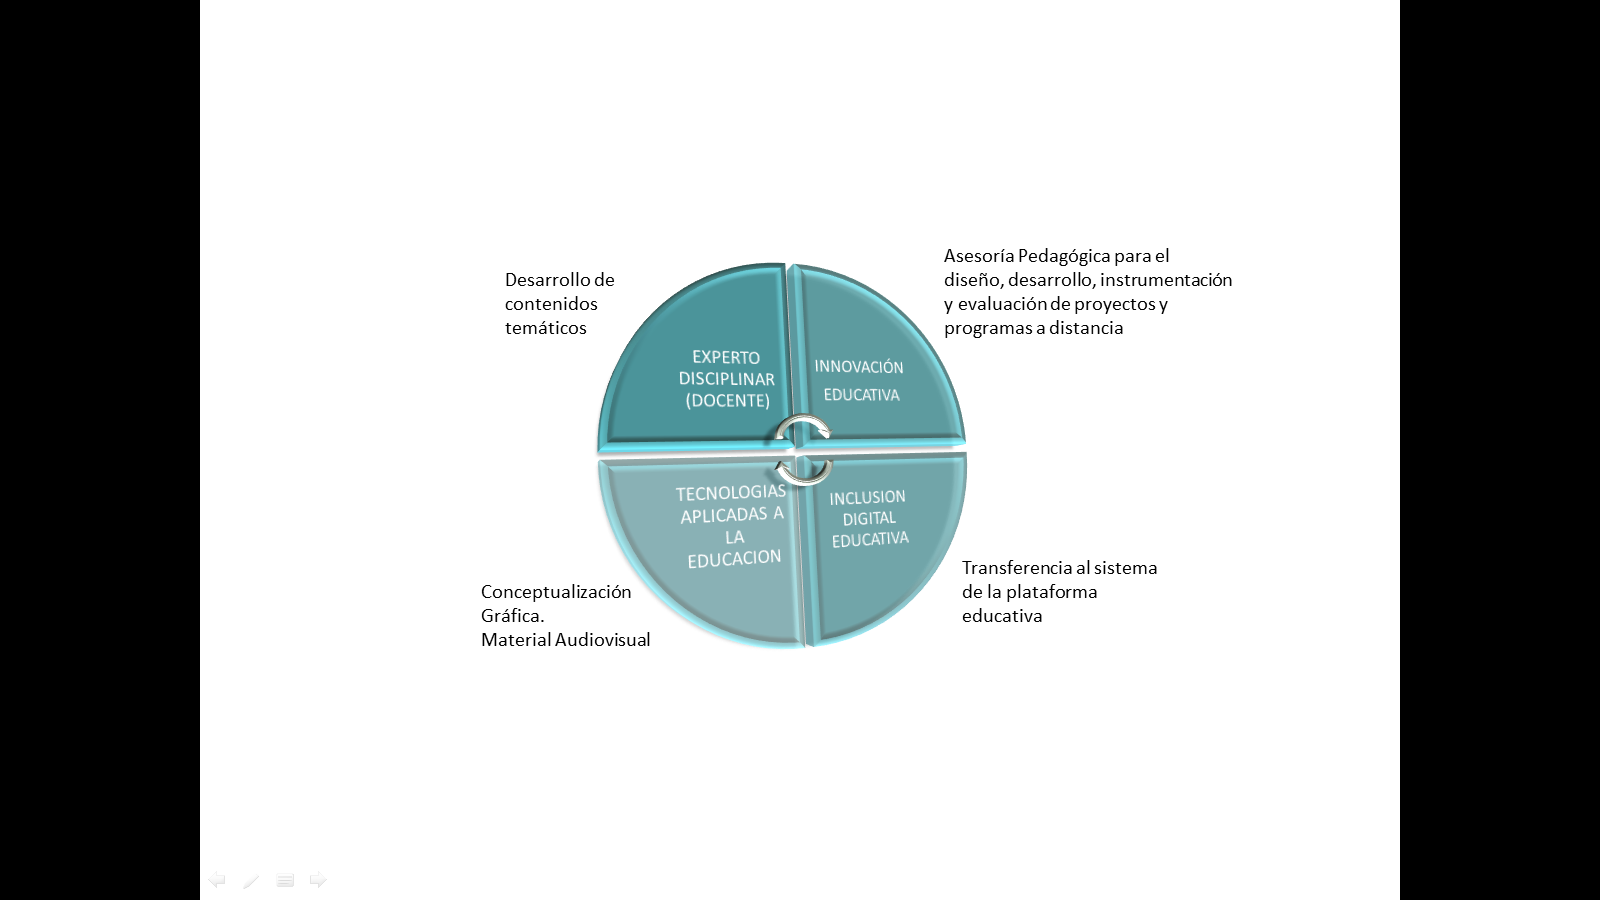 Desarrollo de
contenidos
temáticos
Asesoría Pedagógica para el
diseño, desarrollo, instrumentación
y evaluación de proyectos y
programas a distancia
EXPERTO
DISCIPLINAR
(DOCENTE)
INNOVACIÓN
EDUCATIVA
TECNOLOGIAS
APLICADAS A
LA
EDUCACION
INCLUSION
DIGITAL
EDUCATIVA
Conceptualización
Gráfica.
Material Audiovisual
Transferencia al sistema
de la plataforma
educativa